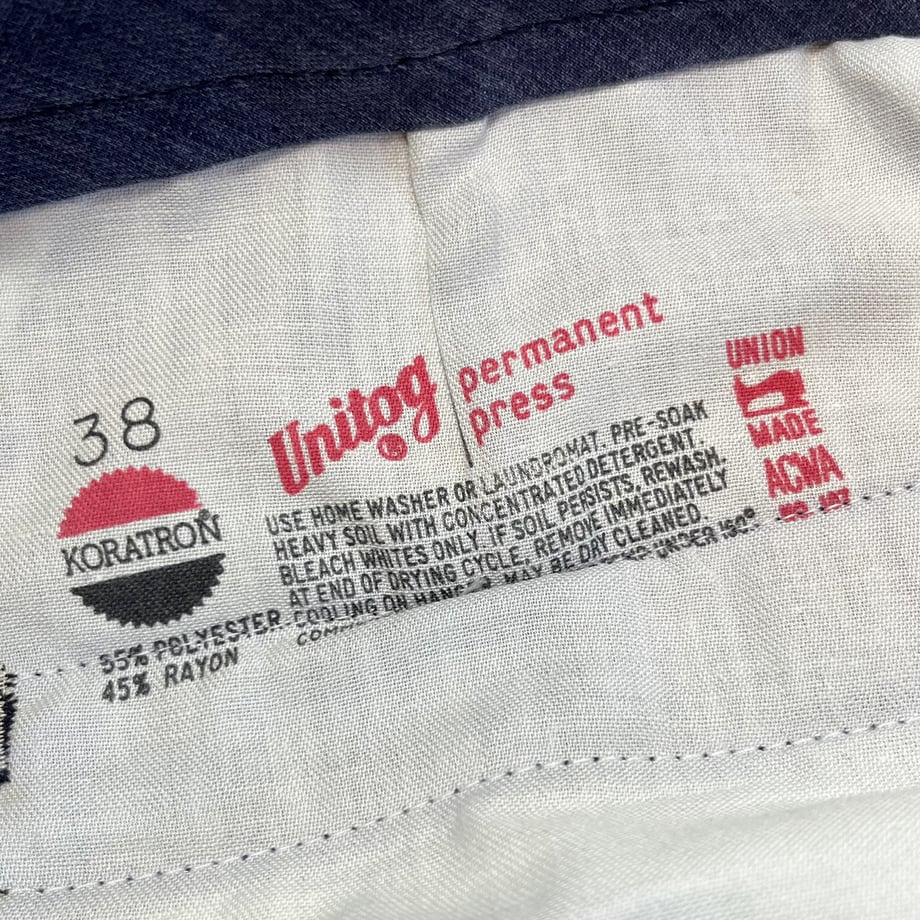 38
KORATRON
55% POLYESTER
45% RAYON
Unitog®
permanent
press
USE HOME WASHER OR LAUNDROMAT. PRE-SOAK
HEAVY SOIL WITH CONCENTRATED DETERGENT.
BLEACH WHITES ONLY. IF SOIL PERSISTS, REWASH.
AT END OF DRYING CYCLE, REMOVE IMMEDIATELY
COOLING ON HANGER. MAY BE DRY CLEANED.
UNDER
UNION
MADE
ACWA